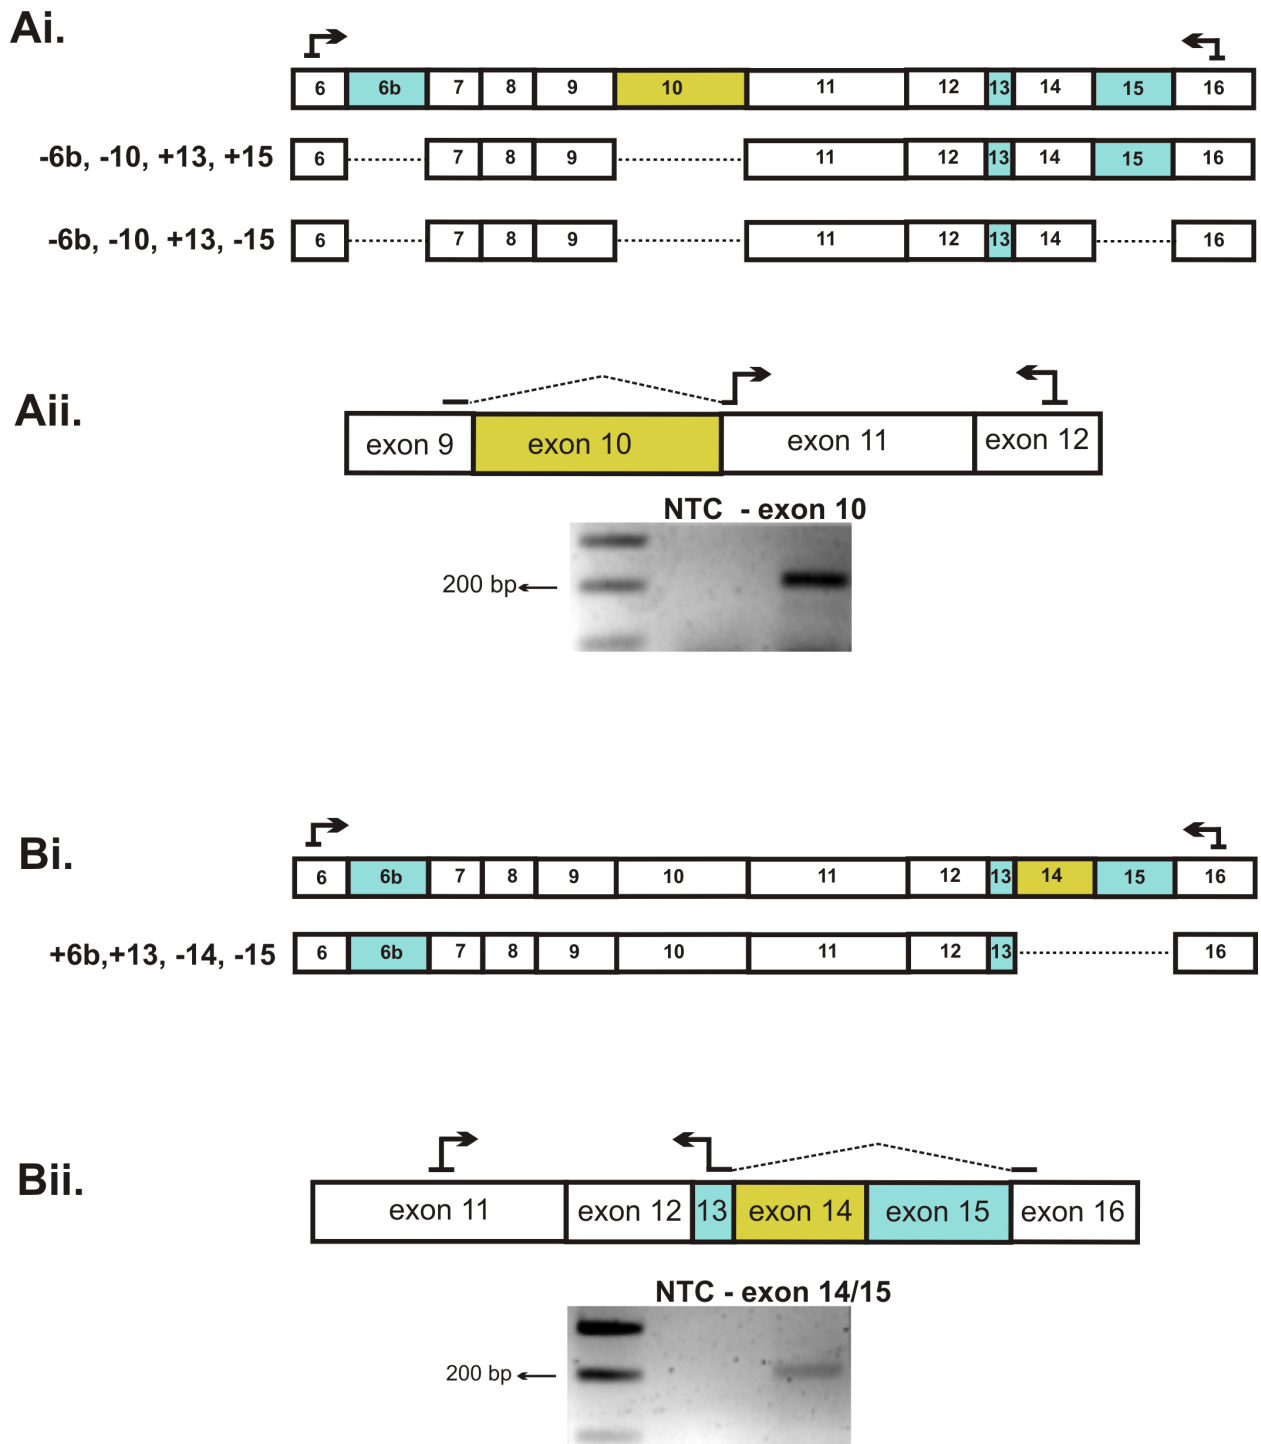 Ai.
6 6b 7 8 9 10 11 12 13 14 15 16
-6b, -10, +13, +15 6 7 8 9 11 12 13 14 15 16
-6b, -10, +13, -15 6 7 8 9 11 12 13 14 16
Aii.
exon 9 exon 10 exon 11 exon 12
NTC - exon 10
200 bp
Bi.
6 6b 7 8 9 10 11 12 13 14 15 16
+6b,+13, -14, -15 6 6b 7 8 9 10 11 12 13 16
Bii.
exon 11 exon 12 13 exon 14 exon 15 exon 16
NTC - exon 14/15
200 bp